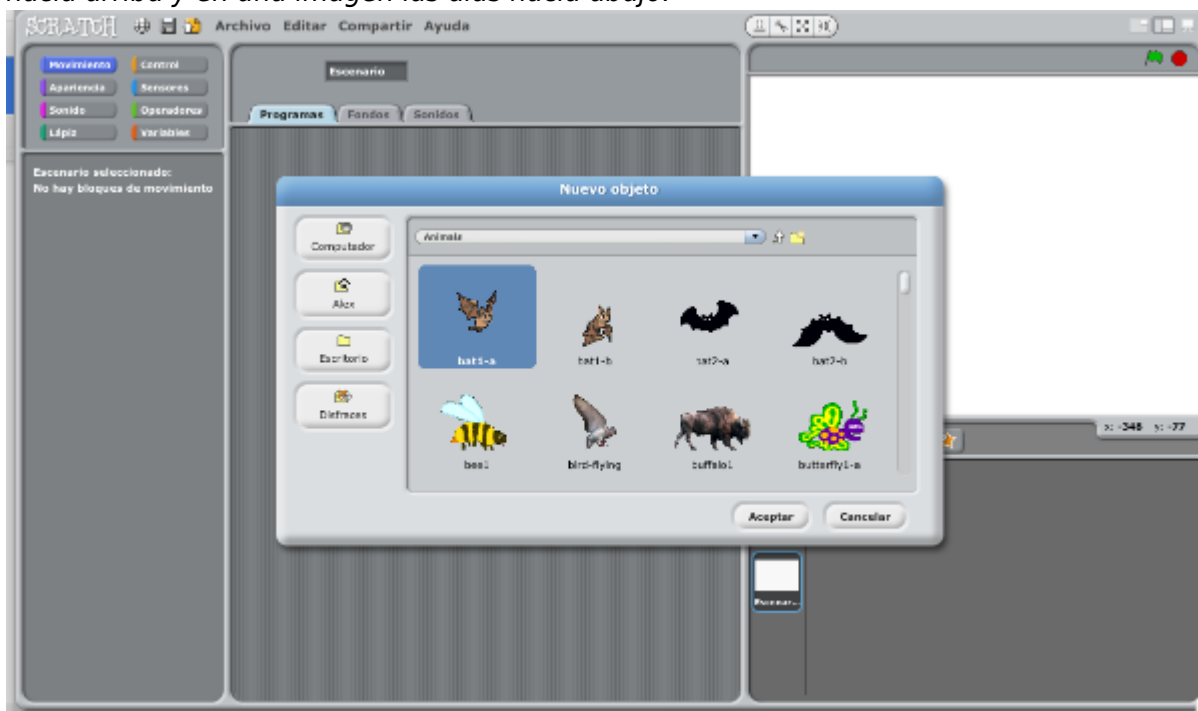 hacia arriba y en una imagen las alas hacia abajo.
SCRATCH Archivo Editar Compartir Ayuda
Movimiento Control
Apariencia Sensores
Sonido Operadores
Lápiz Variables
Escenario
Programas Fondos Sonidos
Escenario seleccionado:
No hay bloques de movimiento
Nuevo objeto
Computador
Alex
Escritorio
Disfraces
Animals
bat1-a bat1-b bat2-a bat2-b
bee1 bird-flying buffalo1 butterfly1-a
Aceptar Cancelar
x: -348 y: -77
Escenar...